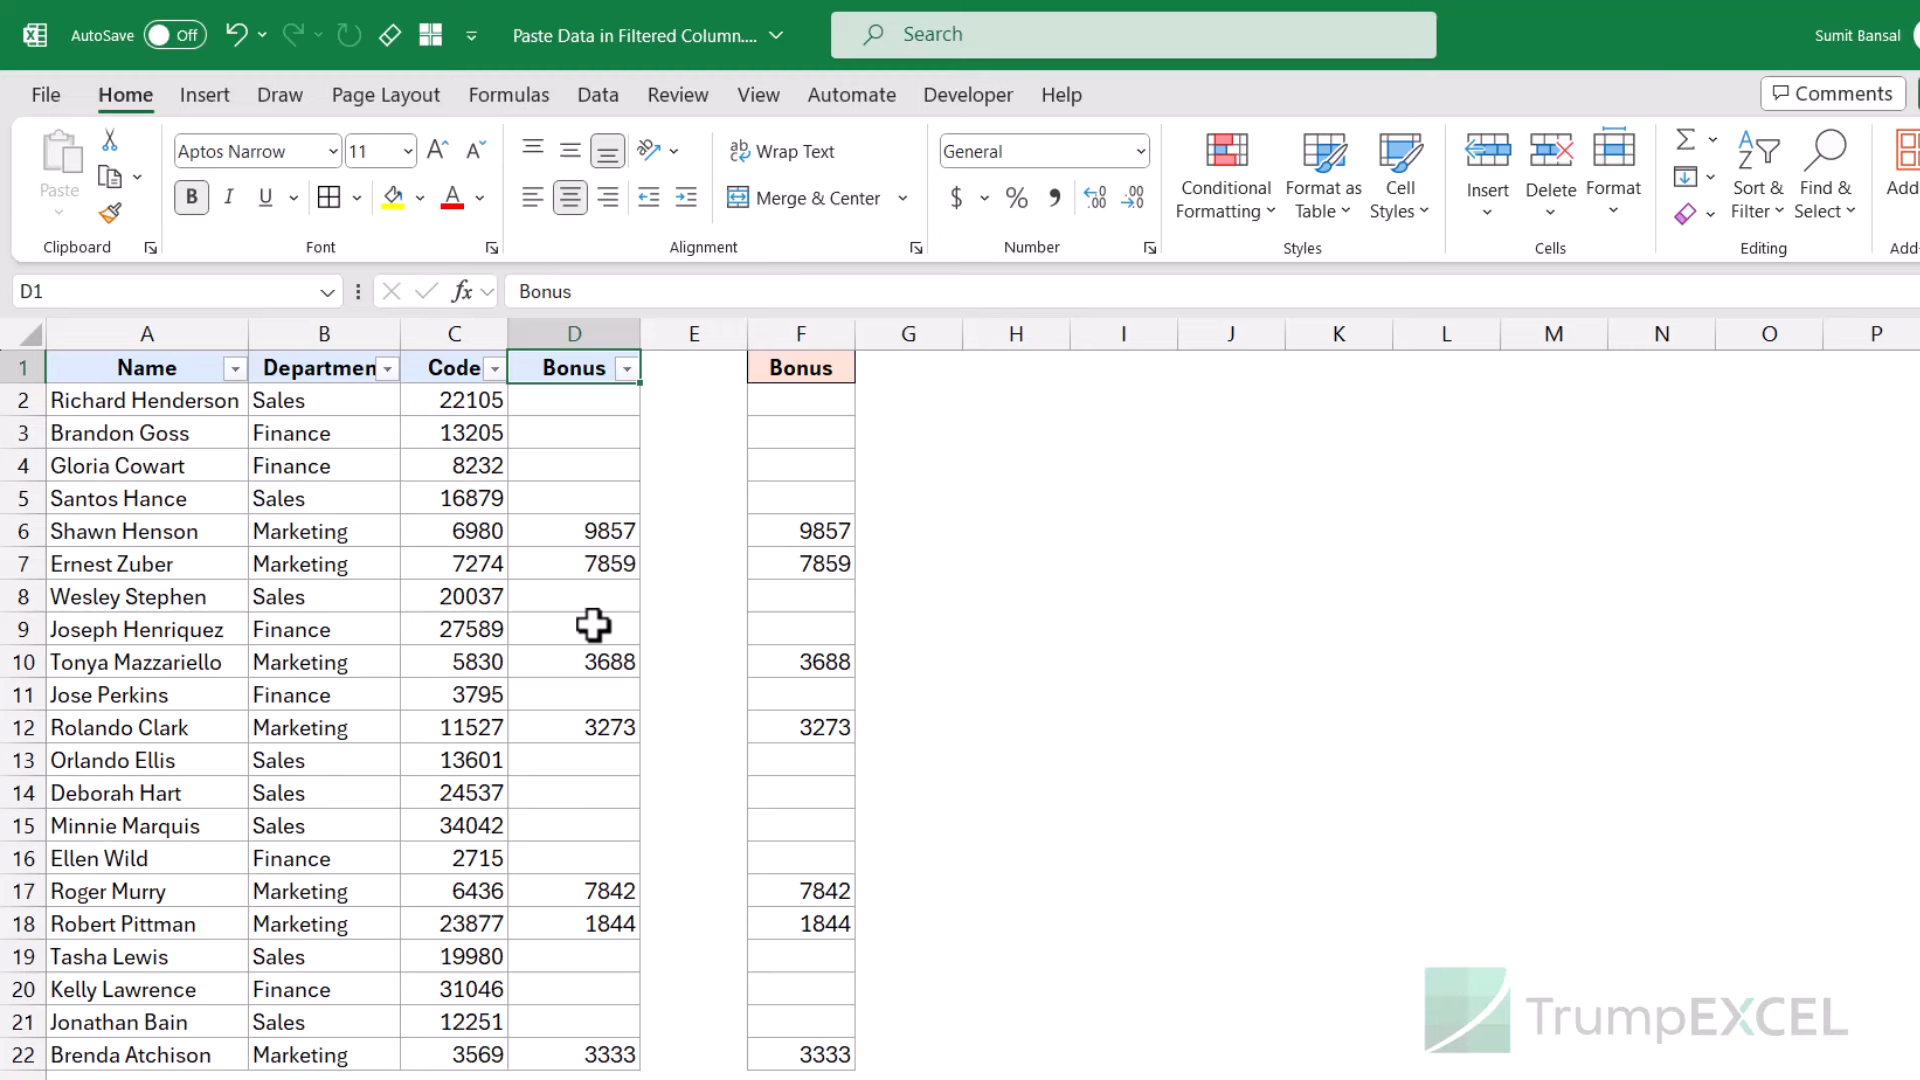 AutoSave Off Paste Data in Filtered Column.... Search Sumit Bansal
File Home Insert Draw Page Layout Formulas Data Review View Automate Developer Help Comments
Paste
Clipboard
Aptos Narrow 11
B I U A
Font
Wrap Text
Merge & Center
Alignment
General
$ % 9
Number
Conditional Formatting
Format as Table
Cell Styles
Styles
Insert Delete Format
Cells
Sort & Filter
Find & Select
Editing
Add
Add-
D1 fx Bonus
A B C D E F G H I J K L M N O P
1 Name Departmen Code Bonus Bonus
2 Richard Henderson Sales 22105
3 Brandon Goss Finance 13205
4 Gloria Cowart Finance 8232
5 Santos Hance Sales 16879
6 Shawn Henson Marketing 6980 9857 9857
7 Ernest Zuber Marketing 7274 7859 7859
8 Wesley Stephen Sales 20037
9 Joseph Henriquez Finance 27589
10 Tonya Mazzariello Marketing 5830 3688 3688
11 Jose Perkins Finance 3795
12 Rolando Clark Marketing 11527 3273 3273
13 Orlando Ellis Sales 13601
14 Deborah Hart Sales 24537
15 Minnie Marquis Sales 34042
16 Ellen Wild Finance 2715
17 Roger Murry Marketing 6436 7842 7842
18 Robert Pittman Marketing 23877 1844 1844
19 Tasha Lewis Sales 19980
20 Kelly Lawrence Finance 31046
21 Jonathan Bain Sales 12251
22 Brenda Atchison Marketing 3569 3333 3333
TrumpEXCEL